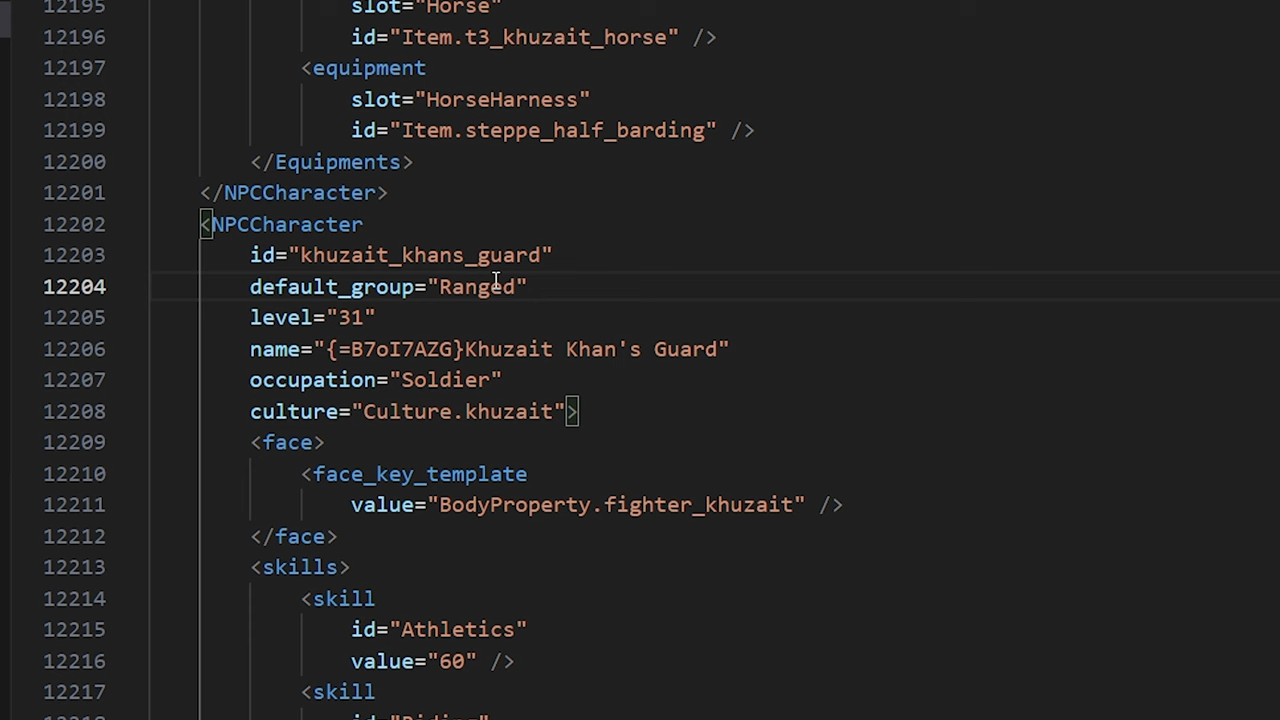 12195 slot="Horse"
12196 id="Item.t3_khuzait_horse" />
12197 <equipment
12198 slot="HorseHarness"
12199 id="Item.steppe_half_barding" />
12200 </Equipments>
12201 </NPCCharacter>
12202 <NPCCharacter
12203 id="khuzait_khans_guard"
12204 default_group="Ranged"
12205 level="31"
12206 name="{=B7oI7AZG}Khuzait Khan's Guard"
12207 occupation="Soldier"
12208 culture="Culture.khuzait">
12209 <face>
12210 <face_key_template
12211 value="BodyProperty.fighter_khuzait" />
12212 </face>
12213 <skills>
12214 <skill
12215 id="Athletics"
12216 value="60" />
12217 <skill
12218 id="Riding"